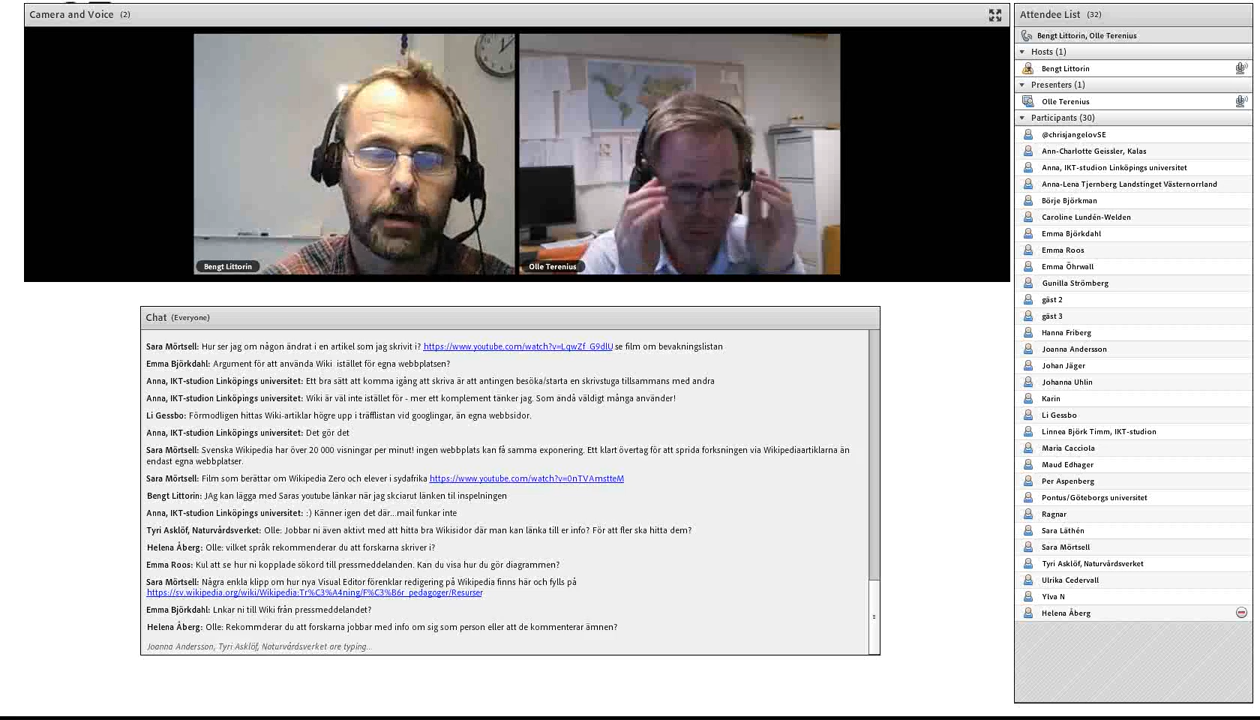 Camera and Voice (2)
Bengt Littorin
Olle Terenius
Chat (Everyone)
Sara Mörtsell: Hur ser jag om någon ändrat i en artikel som jag skrivit i? https://www.youtube.com/watch?v=LqwZf_G9dlU se film om bevakningslistan
Emma Björkdahl: Argument för att använda Wiki istället för egna webbplatsen?
Anna, IKT-studion Linköpings universitet: Ett bra sätt att komma igång att skriva är att antingen besöka/starta en skrivstuga tillsammans med andra
Anna, IKT-studion Linköpings universitet: Wiki är väl inte istället för - mer ett komplement tänker jag. Som ändå väldigt många använder!
Li Gessbo: Förmodligen hittas Wiki-artiklar högre upp i träfflistan vid googlingar, än egna webbsidor.
Anna, IKT-studion Linköpings universitet: Det gör det
Sara Mörtsell: Svenska Wikipedia har över 20 000 visningar per minut! ingen webbplats kan få samma exponering. Ett klart övertag för att sprida forksningen via Wikipediaartiklarna än
endast egna webbplatser.
Sara Mörtsell: Film som berättar om Wikipedia Zero och elever i sydafrika https://www.youtube.com/watch?v=0nTVAmstteM
Bengt Littorin: JAg kan lägga med Saras youtube länkar när jag skciarut länken til inspelningen
Anna, IKT-studion Linköpings universitet: :) Känner igen det där...mail funkar inte
Tyri Asklöf, Naturvårdsverket: Olle: Jobbar ni även aktivt med att hitta bra Wikisidor där man kan länka till er info? För att fler ska hitta dem?
Helena Åberg: Olle: vilket språk rekommenderar du att forskarna skriver i?
Emma Roos: Kul att se hur ni kopplade sökord till pressmeddelanden. Kan du visa hur du gör diagrammen?
Sara Mörtsell: Några enkla klipp om hur nya Visual Editor förenklar redigering på Wikipedia finns här och fylls på
https://sv.wikipedia.org/wiki/Wikipedia:Tr%C3%A4ning/F%C3%B6r_pedagoger/Resurser
Emma Björkdahl: Lnkar ni till Wiki från pressmeddelandet?
Helena Åberg: Olle: Rekommderar du att forskarna jobbar med info om sig som person eller att de kommenterar ämnen?
Joanna Andersson, Tyri Asklöf, Naturvårdsverket are typing...
Attendee List (32)
Bengt Littorin, Olle Terenius
Hosts (1)
Bengt Littorin
Presenters (1)
Olle Terenius
Participants (30)
@chrisjangelovSE
Ann-Charlotte Geissler, Kalas
Anna, IKT-studion Linköpings universitet
Anna-Lena Tjernberg Landstinget Västernorrland
Börje Björkman
Caroline Lundén-Welden
Emma Björkdahl
Emma Roos
Emma Öhrwall
Gunilla Strömberg
gäst 2
gäst 3
Hanna Friberg
Joanna Andersson
Johan Jäger
Johanna Uhlin
Karin
Li Gessbo
Linnea Björk Timm, IKT-studion
Maria Cacciola
Maud Edhager
Per Aspenberg
Pontus/Göteborgs universitet
Ragnar
Sara Låthén
Sara Mörtsell
Tyri Asklöf, Naturvårdsverket
Ulrika Cedervall
Ylva N
Helena Åberg